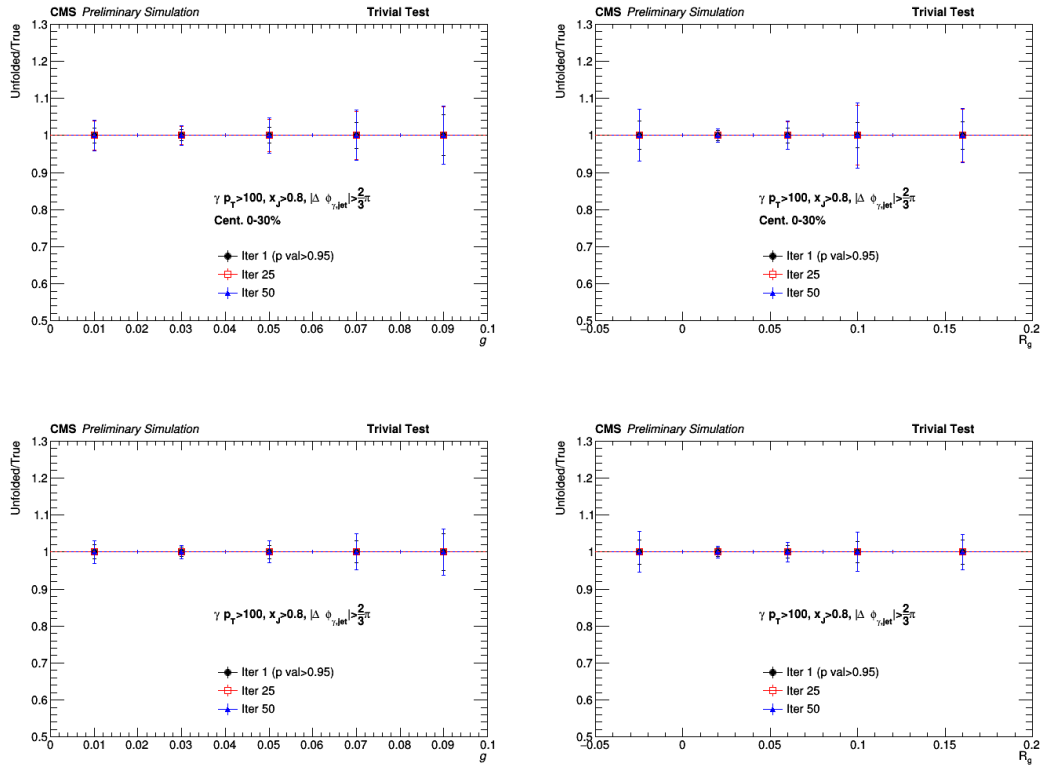 CMS Preliminary Simulation Trivial Test
Unfolded/True
1.3
1.2
1.1
1
0.9
0.8
0.7
0.6
0.5
γ p_T>100, x_J>0.8, |Δ ϕ_γ,jet|>2/3π
Cent. 0-30%
Iter 1 (p val>0.95)
Iter 25
Iter 50
0 0.01 0.02 0.03 0.04 0.05 0.06 0.07 0.08 0.09 0.1
g
CMS Preliminary Simulation Trivial Test
Unfolded/True
1.3
1.2
1.1
1
0.9
0.8
0.7
0.6
0.5
γ p_T>100, x_J>0.8, |Δ ϕ_γ,jet|>2/3π
Cent. 0-30%
Iter 1 (p val>0.95)
Iter 25
Iter 50
−0.05 0 0.05 0.1 0.15 0.2
R_g
CMS Preliminary Simulation Trivial Test
Unfolded/True
1.3
1.2
1.1
1
0.9
0.8
0.7
0.6
0.5
γ p_T>100, x_J>0.8, |Δ ϕ_γ,jet|>2/3π
Iter 1 (p val>0.95)
Iter 25
Iter 50
0 0.01 0.02 0.03 0.04 0.05 0.06 0.07 0.08 0.09 0.1
g
CMS Preliminary Simulation Trivial Test
Unfolded/True
1.3
1.2
1.1
1
0.9
0.8
0.7
0.6
0.5
γ p_T>100, x_J>0.8, |Δ ϕ_γ,jet|>2/3π
Iter 1 (p val>0.95)
Iter 25
Iter 50
−0.05 0 0.05 0.1 0.15 0.2
R_g